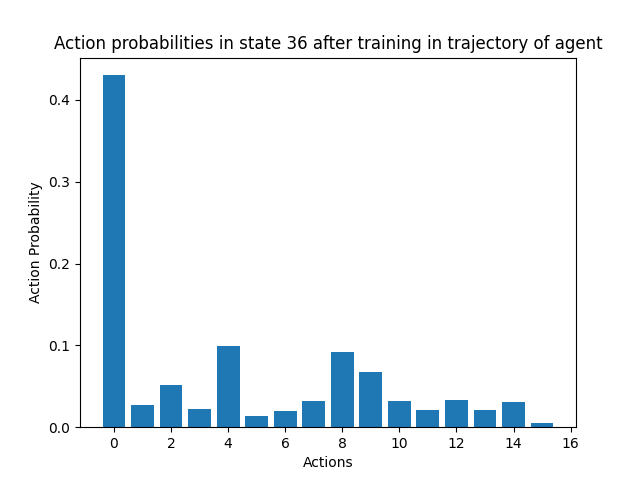 Action probabilities in state 36 after training in trajectory of agent
Action Probability
0.4
0.3
0.2
0.1
0.0
0 2 4 6 8 10 12 14 16
Actions